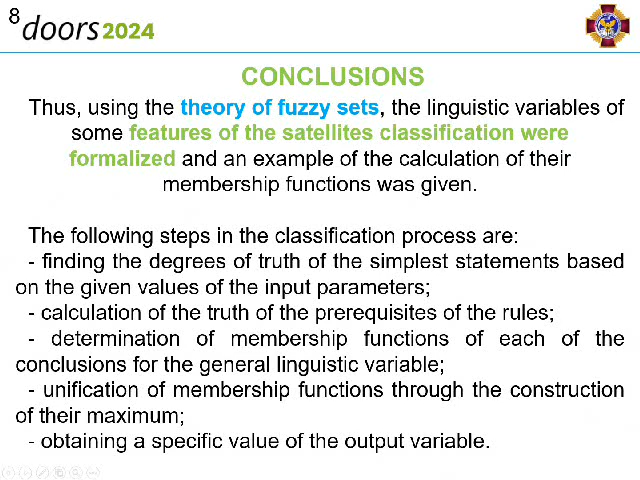 8
doors 2024
CONCLUSIONS
Thus, using the theory of fuzzy sets, the linguistic variables of
some features of the satellites classification were
formalized and an example of the calculation of their
membership functions was given.
The following steps in the classification process are:
- finding the degrees of truth of the simplest statements based
on the given values of the input parameters;
- calculation of the truth of the prerequisites of the rules;
- determination of membership functions of each of the
conclusions for the general linguistic variable;
- unification of membership functions through the construction
of their maximum;
- obtaining a specific value of the output variable.